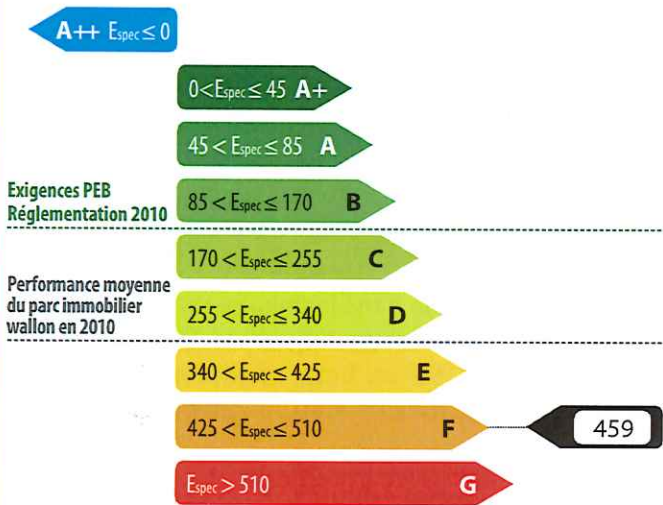 A++ Espec ≤ 0
0 < Espec ≤ 45 A+
45 < Espec ≤ 85 A
Exigences PEB
Réglementation 2010
85 < Espec ≤ 170 B
170 < Espec ≤ 255 C
Performance moyenne
du parc immobilier
wallon en 2010
255 < Espec ≤ 340 D
340 < Espec ≤ 425 E
425 < Espec ≤ 510 F
459
Espec > 510 G